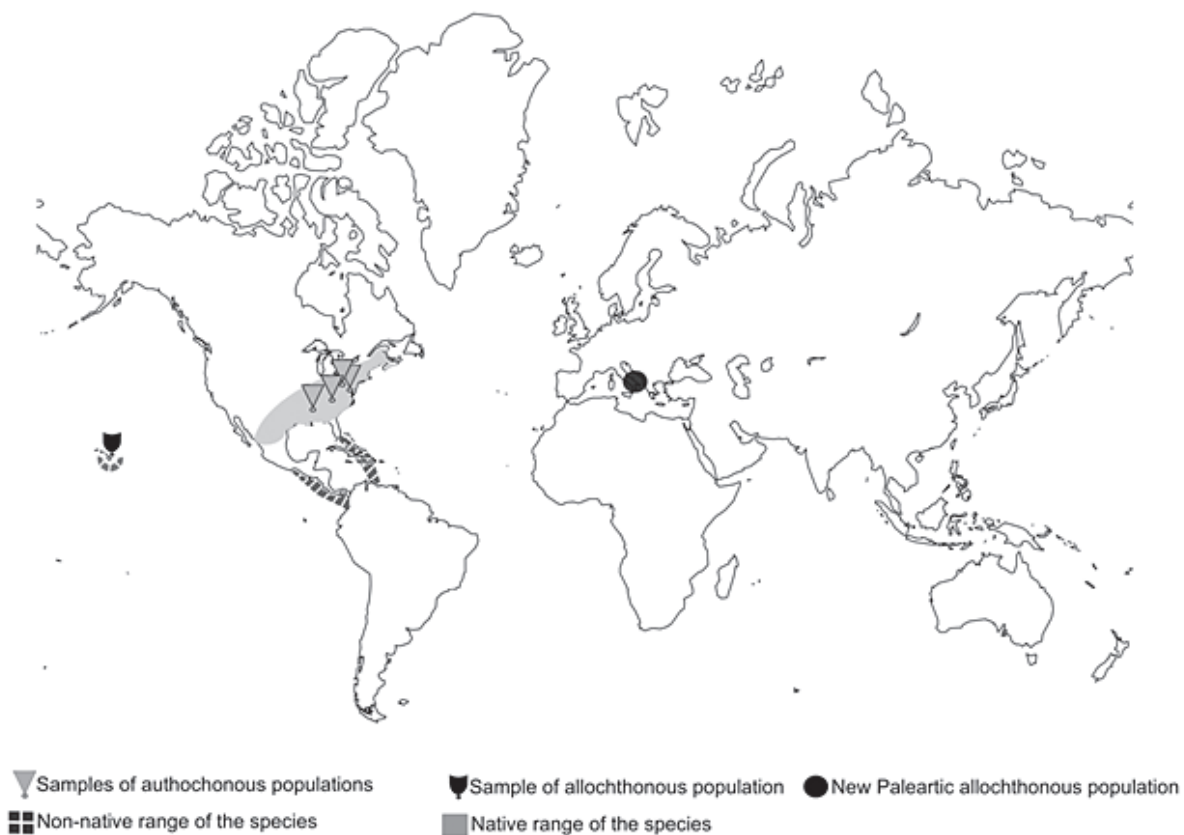 Samples of authochonous populations
Sample of allochthonous population
New Paleartic allochthonous population
Non-native range of the species
Native range of the species